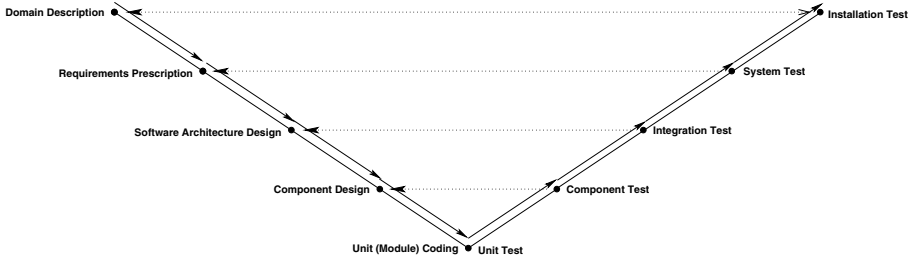 Domain Description
Installation Test
Requirements Prescription
System Test
Software Architecture Design
Integration Test
Component Design
Component Test
Unit (Module) Coding
Unit Test